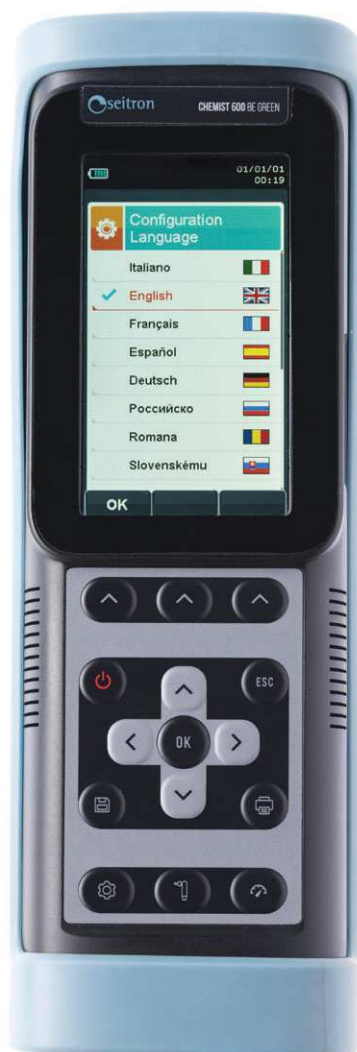 seitron
CHEMIST 600 BE GREEN
01/01/01
00:19
Configuration
Language
Italiano
English
Français
Español
Deutsch
Российско
Romana
Slovenskému
OK
ESC
OK